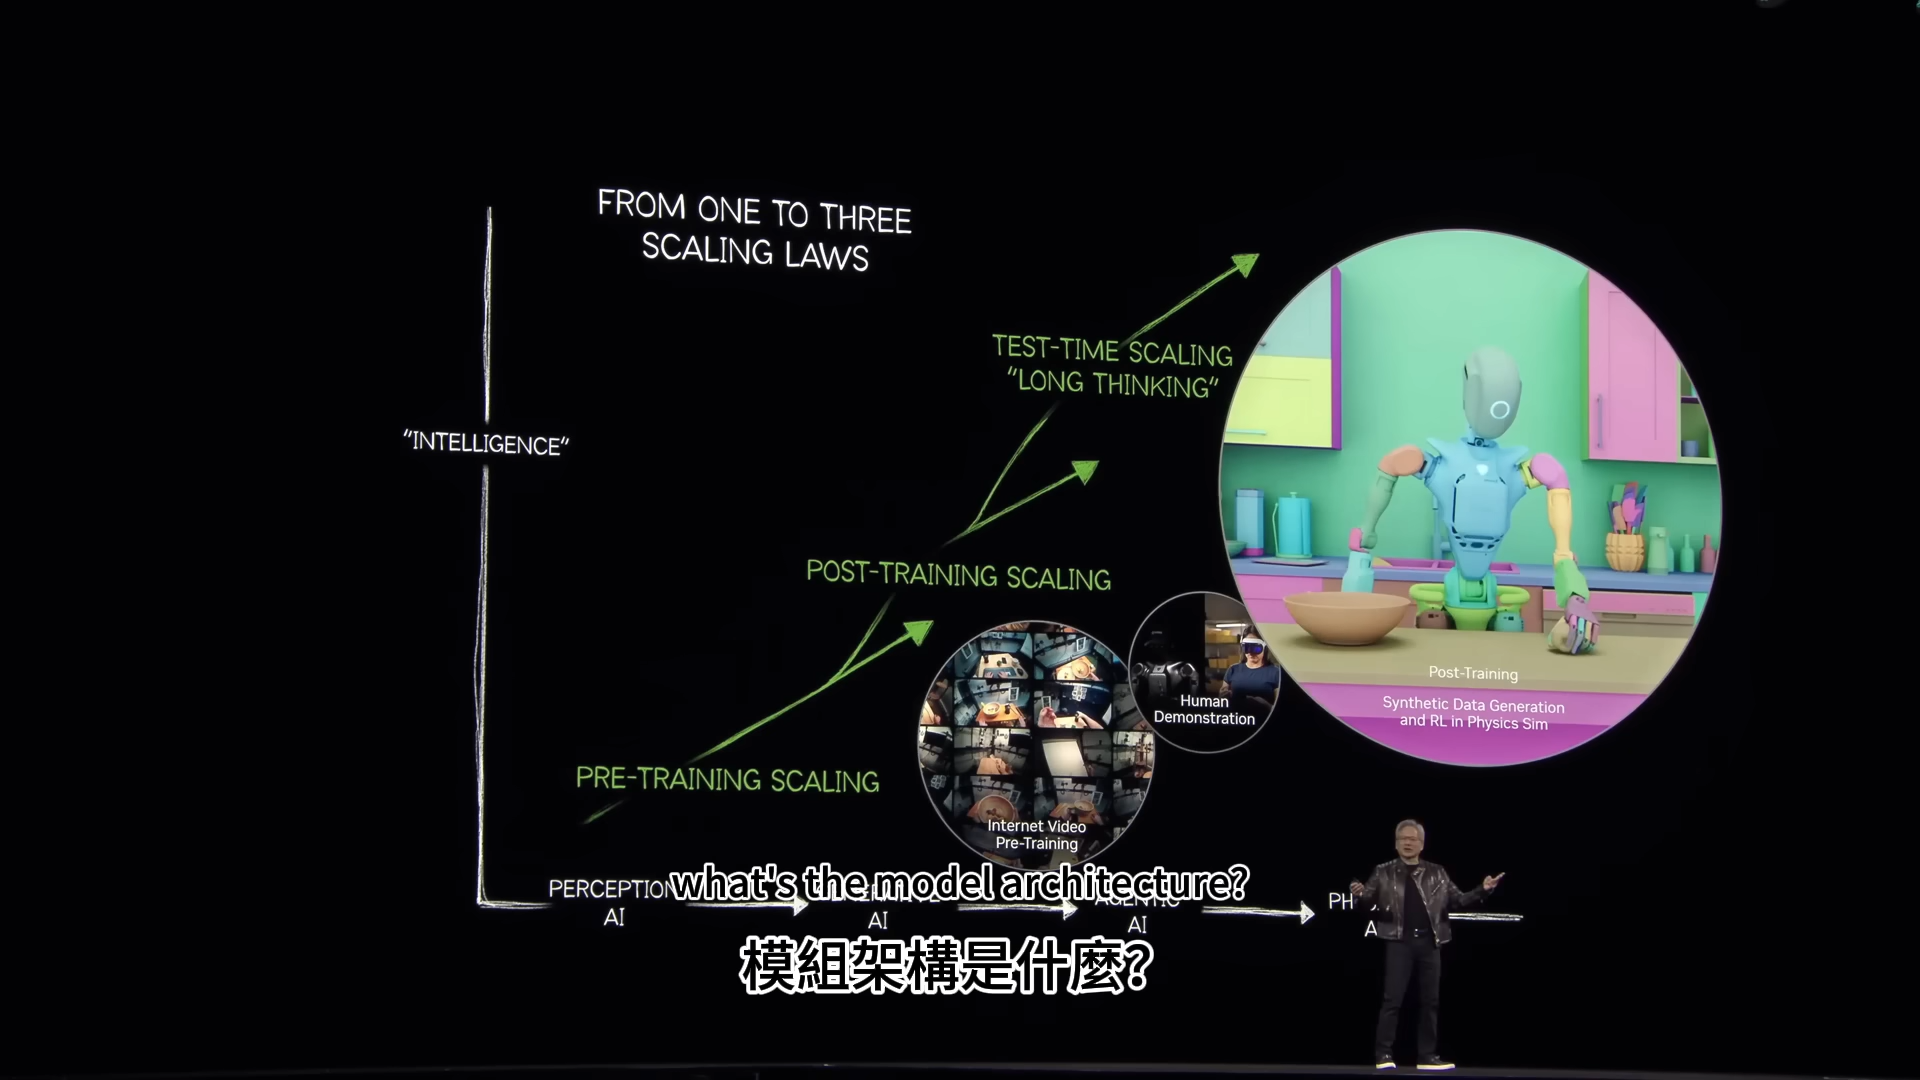 FROM ONE TO THREE
SCALING LAWS
TEST-TIME SCALING
"LONG THINKING"
"INTELLIGENCE"
POST-TRAINING SCALING
Post-Training
Synthetic Data Generation
and RL in Physics Sim
Human
Demonstration
PRE-TRAINING SCALING
Internet Video
Pre-Training
PERCEPTION
AI
AI
AGENTIC
AI
what's the model architecture?
模組架構是什麼?